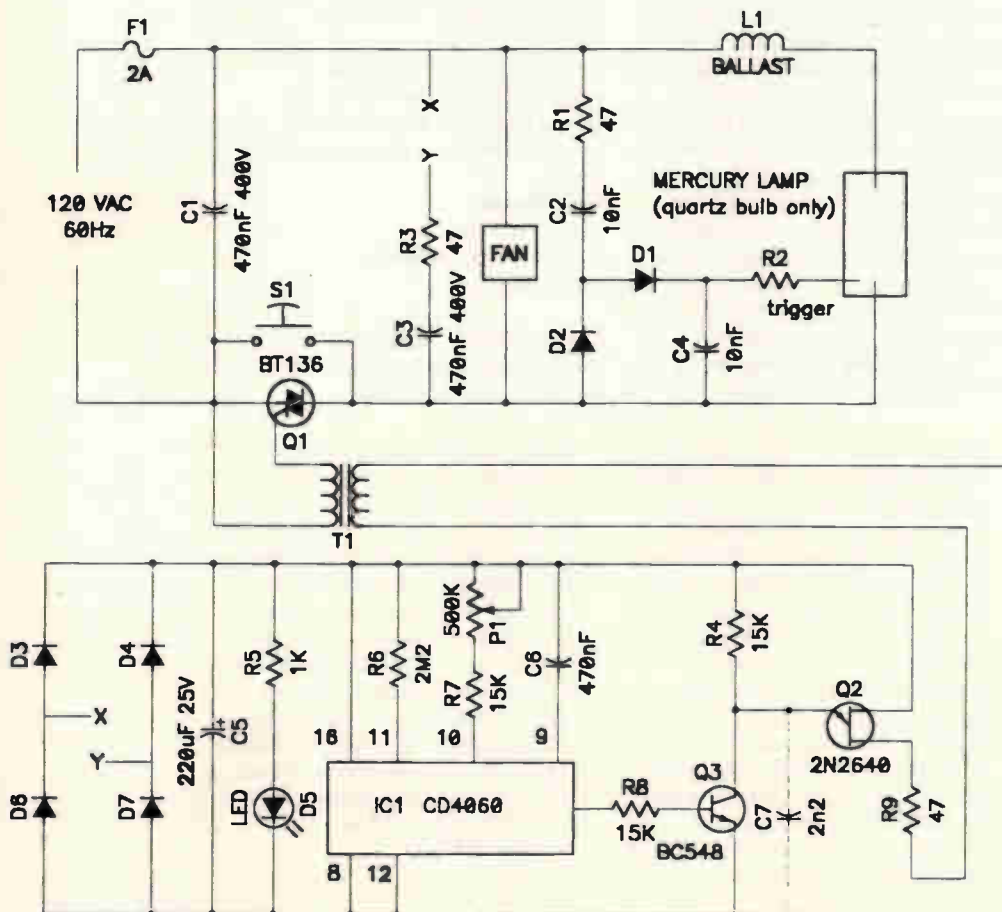 F1
2A
L1
BALLAST
120 VAC
60Hz
C1
470nF 400V
X
Y
R3
47
C3
470nF 400V
FAN
R1
47
C2
10nF
D1
D2
C4
10nF
R2
trigger
MERCURY LAMP
(quartz bulb only)
S1
BT136
Q1
T1
D3
D4
X
Y
D6
D7
220uF 25V
+
C5
R5
1K
LED
D5
R6
2M2
500K
P1
R7
15K
C6
470nF
16
11
10
9
IC1 CD4060
8
12
R8
15K
Q3
BC548
R4
15K
Q2
2N2640
C7
2n2
R9
47